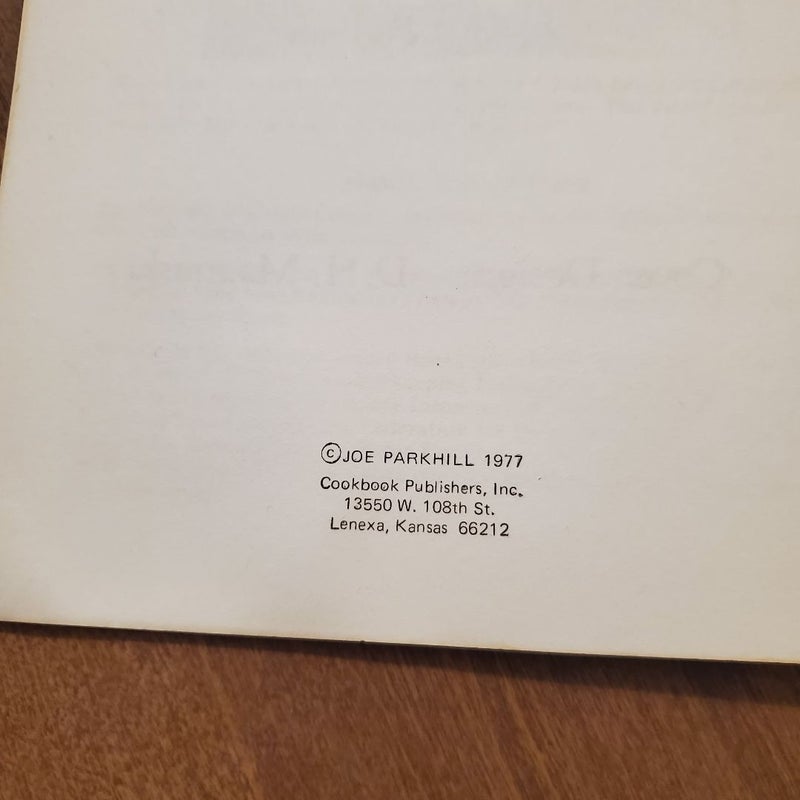 ©JOE PARKHILL 1977
Cookbook Publishers, Inc.
13550 W. 108th St.
Lenexa, Kansas 66212